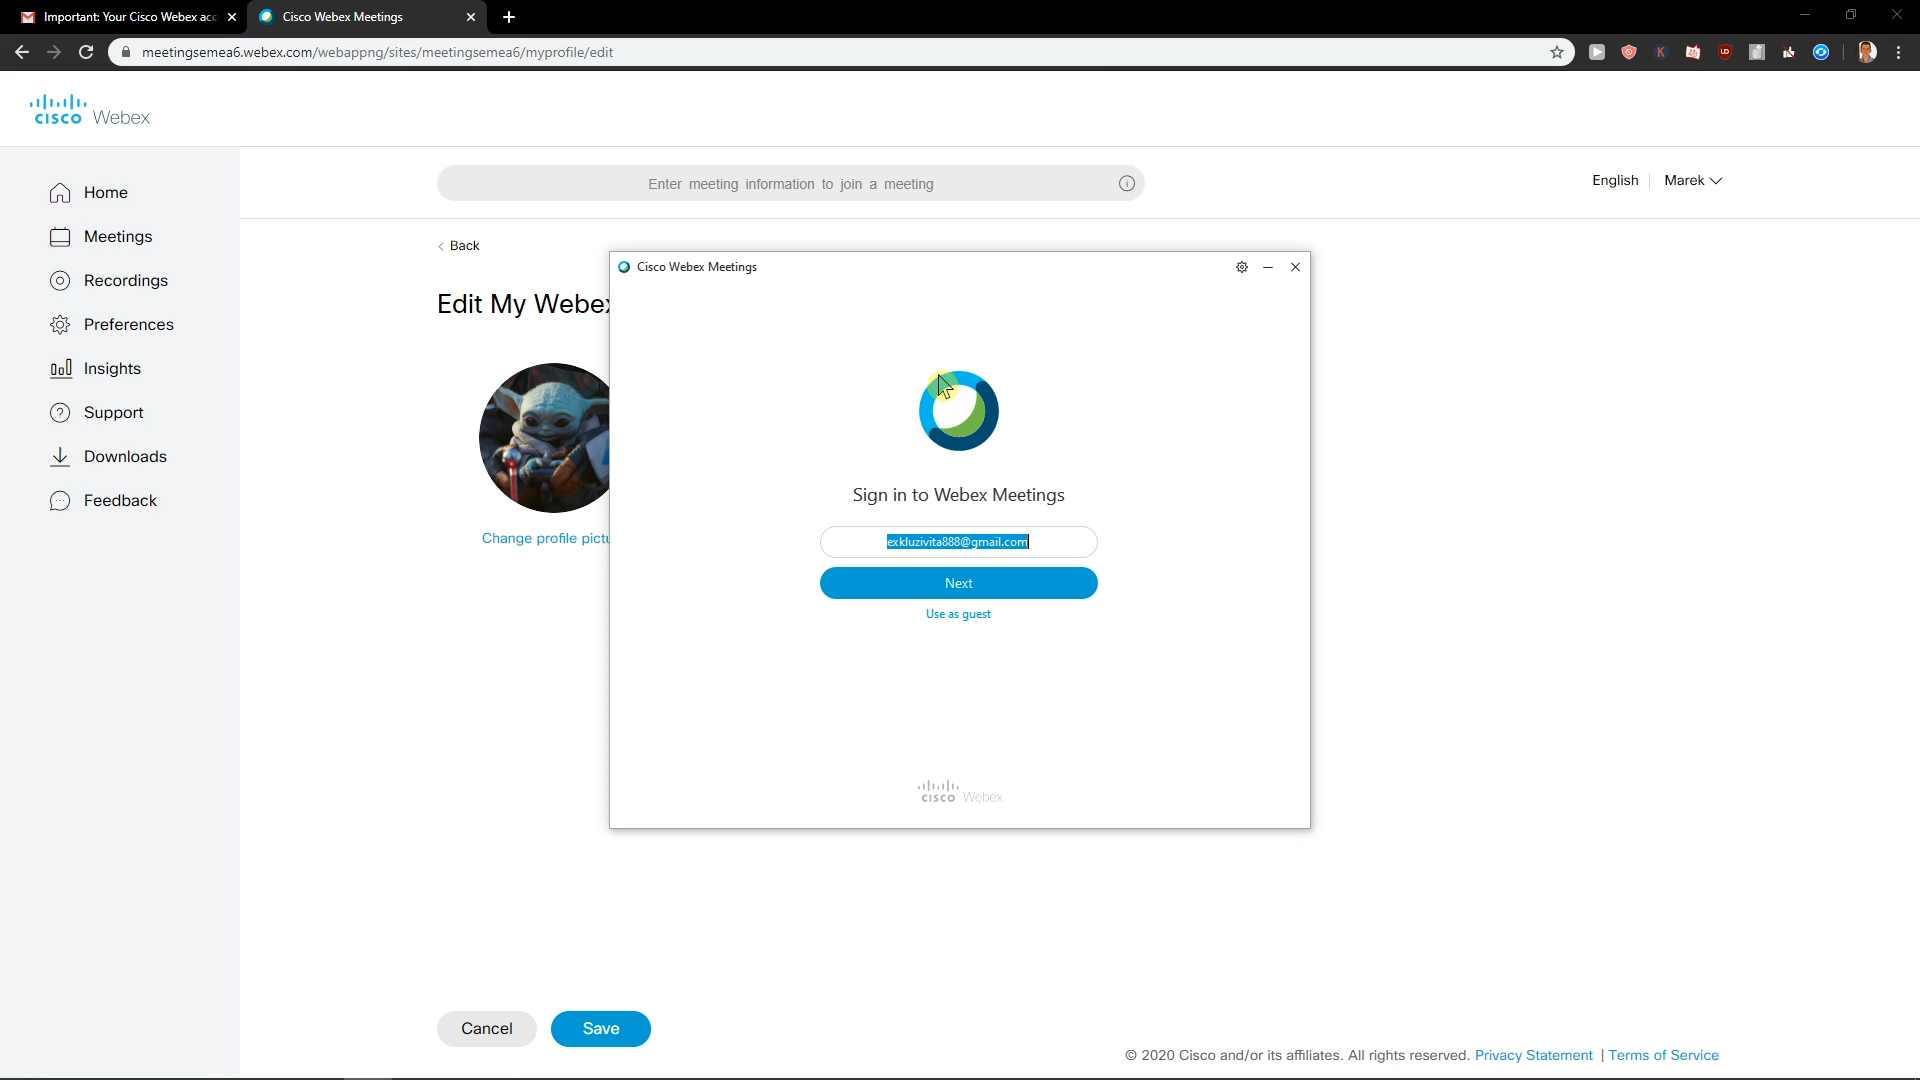 Important: Your Cisco Webex acc
Cisco Webex Meetings
meetingsemea6.webex.com/webappng/sites/meetingsemea6/myprofile/edit
CISCO Webex
Home
Meetings
Recordings
Preferences
Insights
Support
Downloads
Feedback
Enter meeting information to join a meeting
English
Marek
Back
Edit My Webex
Change profile pictu
Cisco Webex Meetings
Sign in to Webex Meetings
exkluzivita888@gmail.com
Next
Use as guest
CISCO Webex
Cancel
Save
© 2020 Cisco and/or its affiliates. All rights reserved. Privacy Statement | Terms of Service